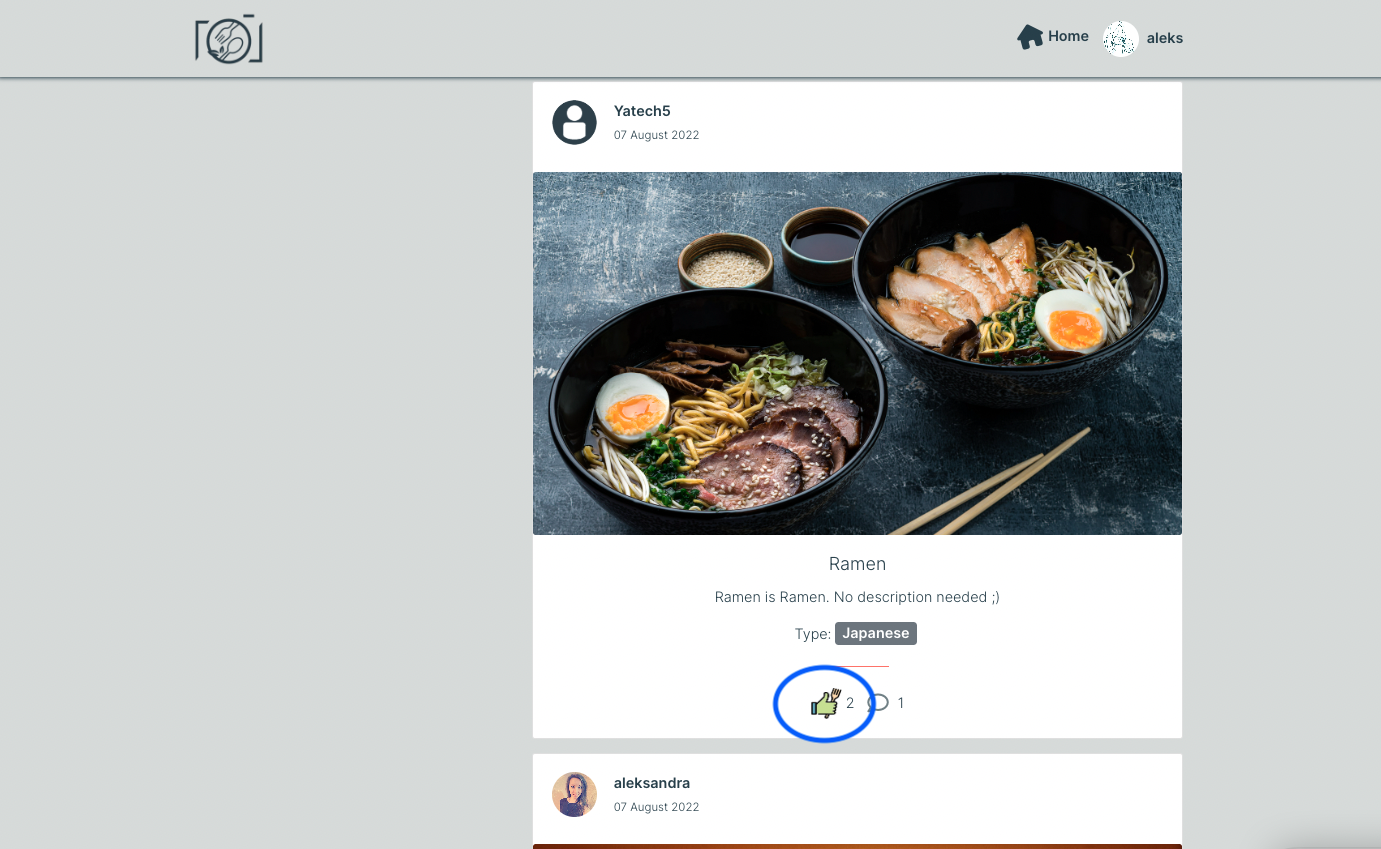 Home
aleks
Yatech5
07 August 2022
Ramen
Ramen is Ramen. No description needed ;)
Type: Japanese
2 1
aleksandra
07 August 2022